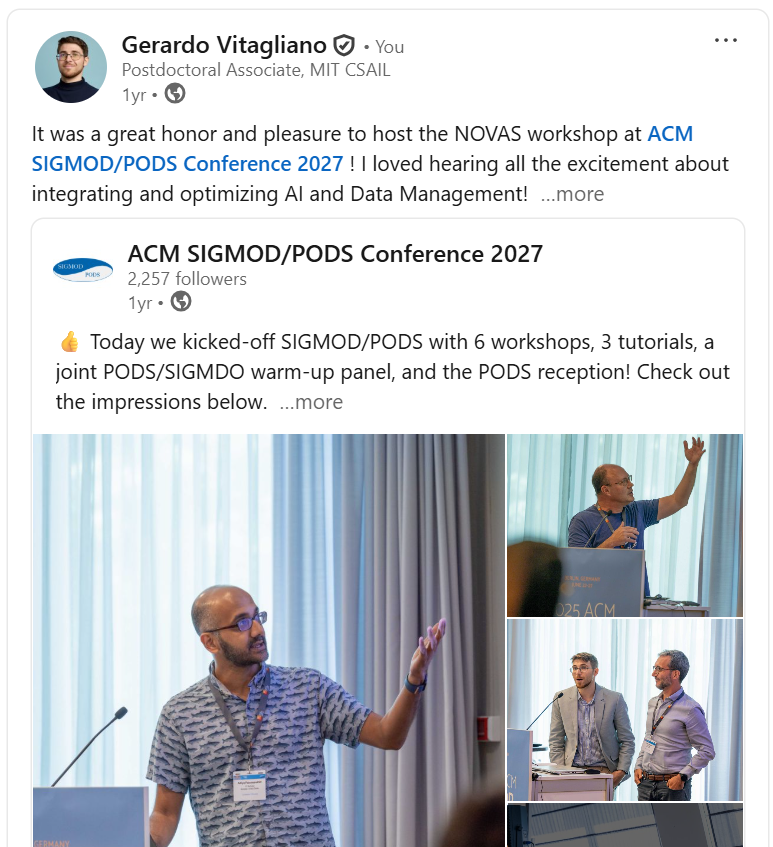 Gerardo Vitagliano • You
Postdoctoral Associate, MIT CSAIL
1yr •
It was a great honor and pleasure to host the NOVAS workshop at ACM
SIGMOD/PODS Conference 2027 ! I loved hearing all the excitement about
integrating and optimizing AI and Data Management! ...more
SIGMOD
PODS
ACM SIGMOD/PODS Conference 2027
2,257 followers
1yr •
👍 Today we kicked-off SIGMOD/PODS with 6 workshops, 3 tutorials, a
joint PODS/SIGMDO warm-up panel, and the PODS reception! Check out
the impressions below. ...more
025 ACM
ACM
GERMANY